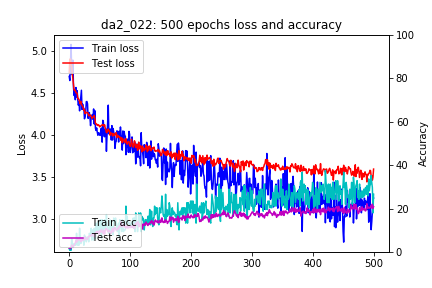 da2_022: 500 epochs loss and accuracy
Train loss
Test loss
Train acc
Test acc
Loss
Accuracy
5.0
4.5
4.0
3.5
3.0
100
80
60
40
20
0
0 100 200 300 400 500